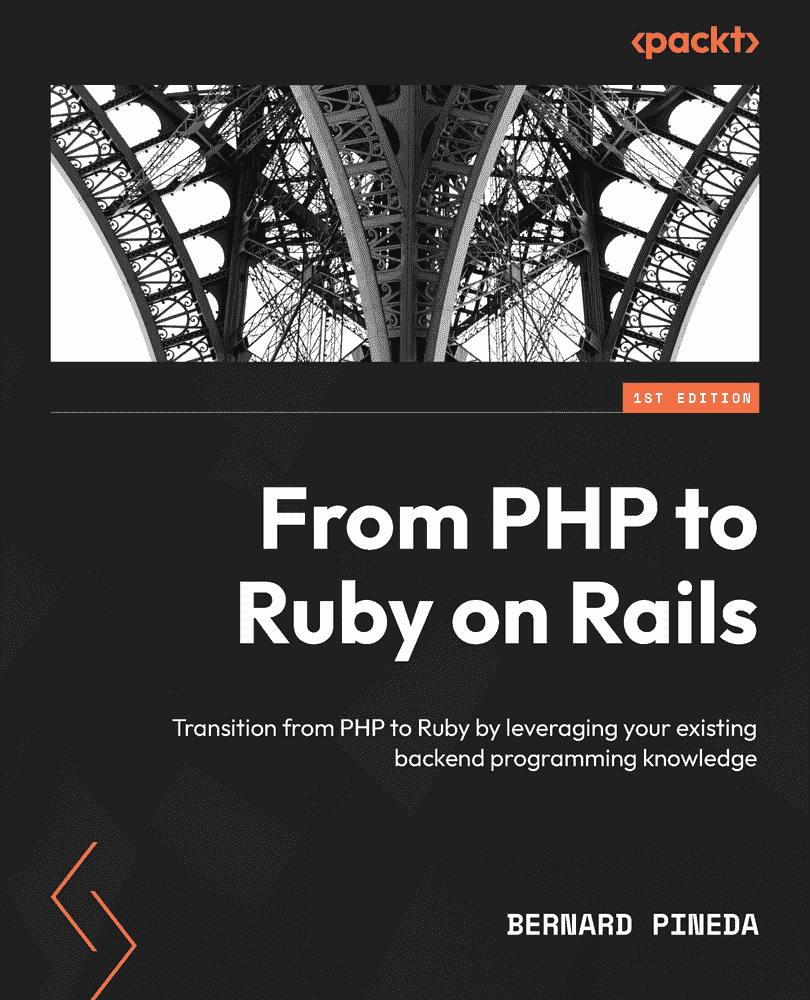 <packt>
1ST EDITION
From PHP to
Ruby on Rails
Transition from PHP to Ruby by leveraging your existing
backend programming knowledge
BERNARD PINEDA